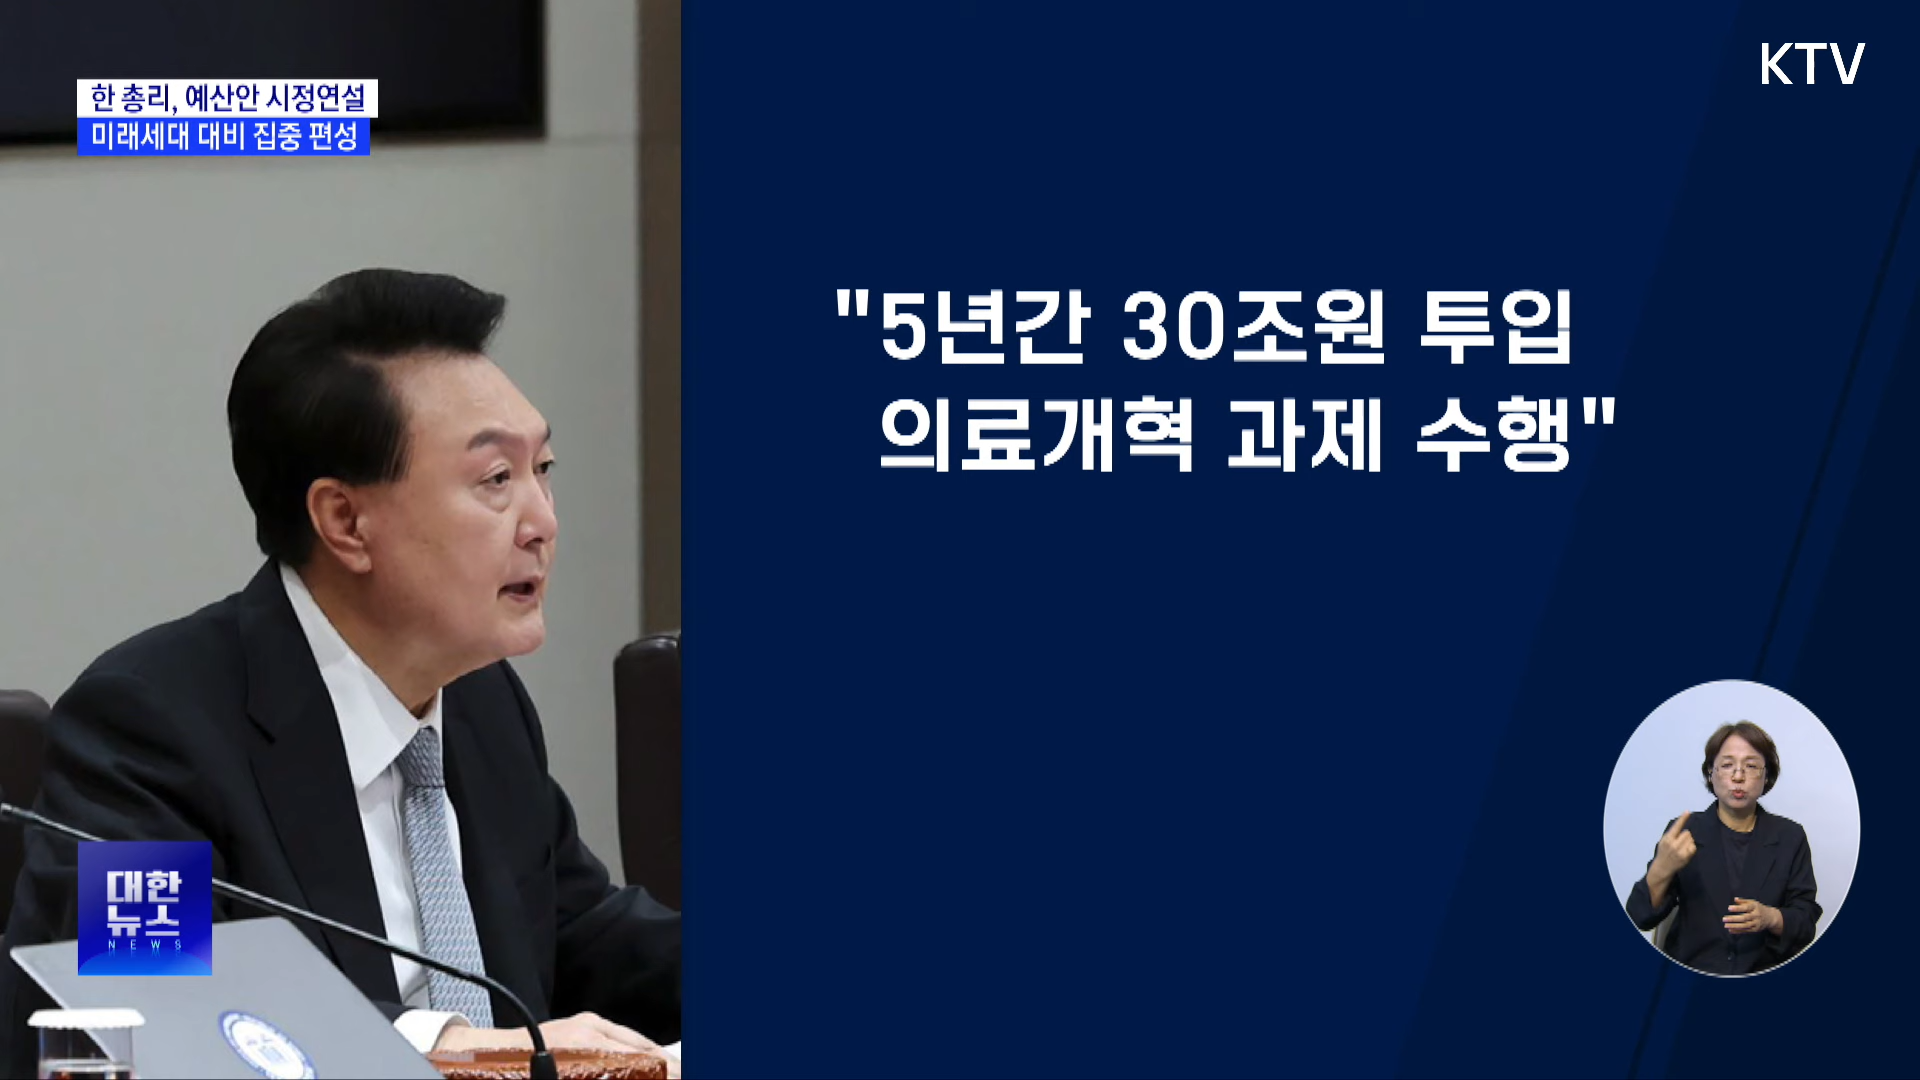 KTV
한 총리, 예산안 시정연설
미래세대 대비 집중 편성
"5년간 30조원 투입
의료개혁 과제 수행"
대한
뉴스
NEWS